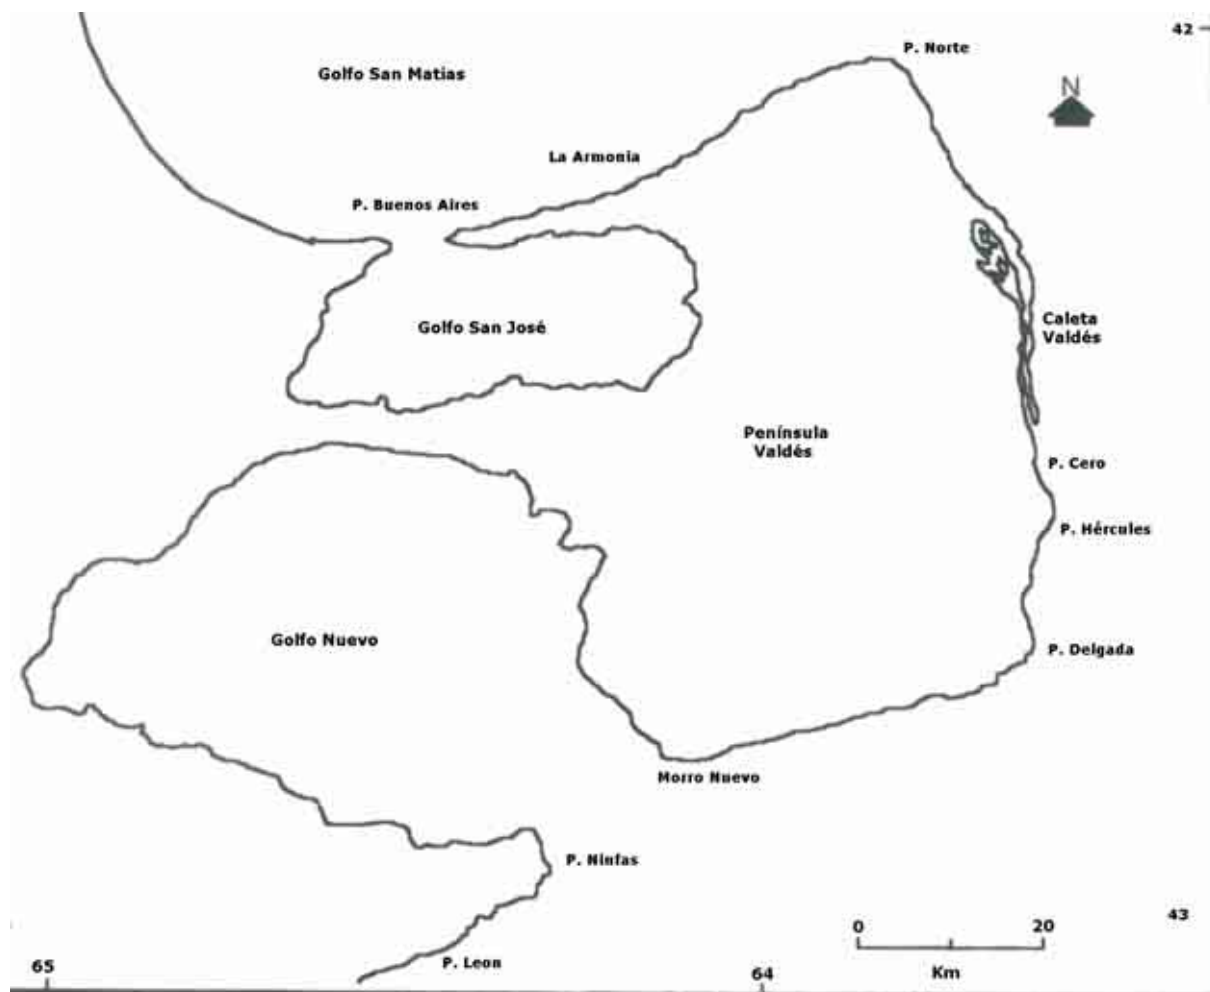 42
P. Norte
Golfo San Matias
N
La Armonia
P. Buenos Aires
Golfo San José
Caleta
Valdés
Península
Valdés
P. Cero
P. Hércules
Golfo Nuevo
P. Delgada
Morro Nuevo
P. Ninfas
43
0 20
Km
P. Leon
65
64